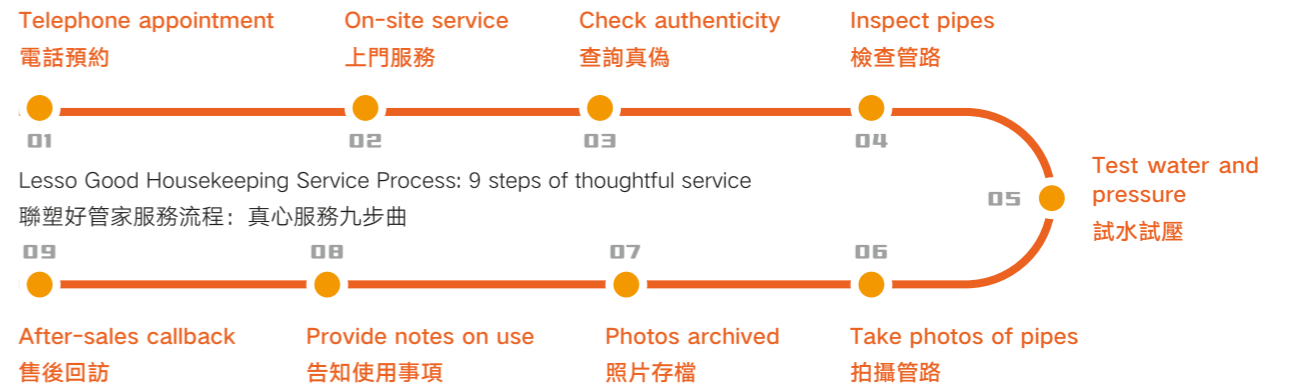 Telephone appointment
電話預約
01
On-site service
上門服務
02
Check authenticity
查詢真偽
03
Inspect pipes
檢查管路
04
Lesso Good Housekeeping Service Process: 9 steps of thoughtful service
聯塑好管家服務流程：真心服務九步曲
05
Test water and
pressure
試水試壓
06
Take photos of pipes
拍攝管路
07
Photos archived
照片存檔
08
Provide notes on use
告知使用事項
09
After-sales callback
售後回訪